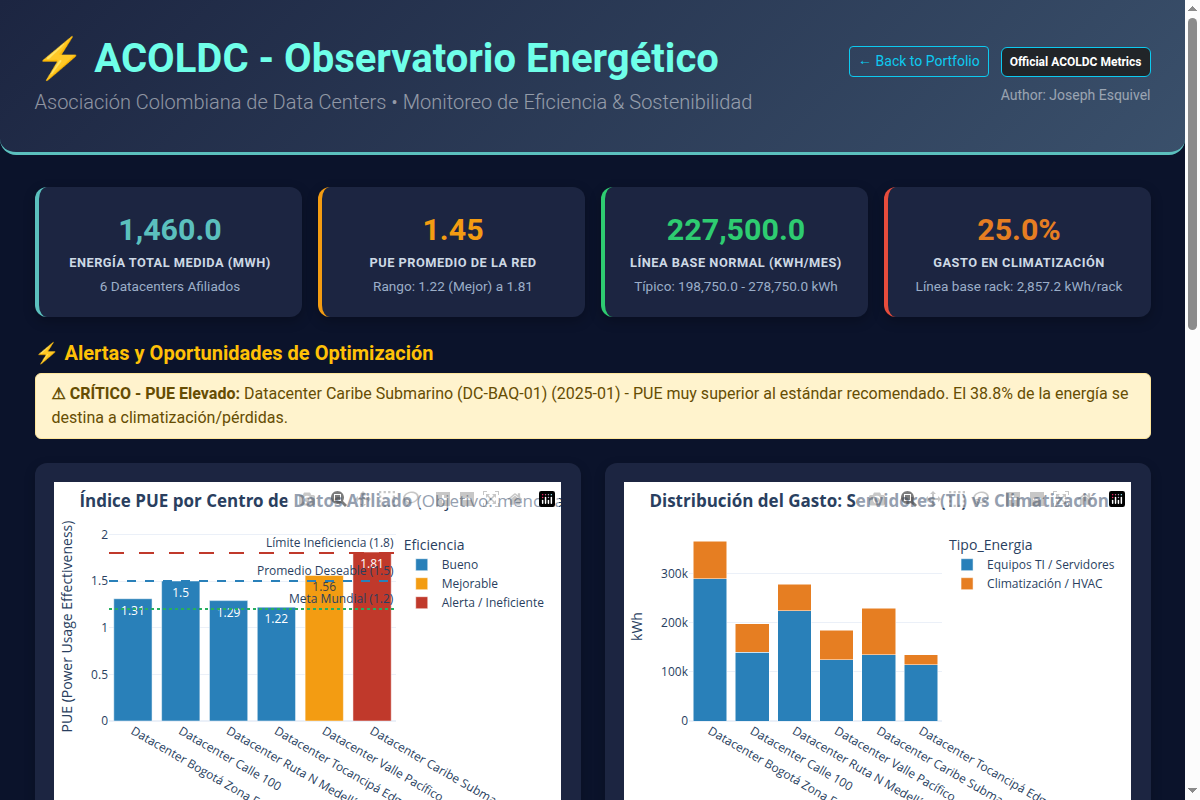 ⚡ ACOLDC - Observatorio Energético
Asociación Colombiana de Data Centers • Monitoreo de Eficiencia & Sostenibilidad
← Back to Portfolio
Official ACOLDC Metrics
Author: Joseph Esquivel
1,460.0
ENERGÍA TOTAL MEDIDA (MWH)
6 Datacenters Afiliados
1.45
PUE PROMEDIO DE LA RED
Rango: 1.22 (Mejor) a 1.81
227,500.0
LÍNEA BASE NORMAL (KWH/MES)
Típico: 198,750.0 - 278,750.0 kWh
25.0%
GASTO EN CLIMATIZACIÓN
Línea base rack: 2,857.2 kWh/rack
⚡ Alertas y Oportunidades de Optimización
⚠ CRÍTICO - PUE Elevado: Datacenter Caribe Submarino (DC-BAQ-01) (2025-01) - PUE muy superior al estándar recomendado. El 38.8% de la energía se
destina a climatización/pérdidas.
Índice PUE por Centro de Datos Afiliado (Objetivo: menor a
PUE (Power Usage Effectiveness)
2
1.5
1
0.5
0
Límite Ineficiencia (1.8)
Promedio Deseable (1.5)
Meta Mundial (1.2)
1.31
1.5
1.29
1.22
1.56
1.81
Eficiencia
Bueno
Mejorable
Alerta / Ineficiente
Datacenter Bogotá Zona
Datacenter Calle 100
Datacenter Ruta N Medell
Datacenter Tocancipá Edg
Datacenter Valle Pacífico
Datacenter Caribe Subma
Distribución del Gasto: Servidores (TI) vs Climatización
kWh
300k
200k
100k
0
Tipo_Energia
Equipos TI / Servidores
Climatización / HVAC
Datacenter Bogotá Zona
Datacenter Calle 100
Datacenter Ruta N Medell
Datacenter Valle Pacífico
Datacenter Caribe Subma
Datacenter Tocancipá Edg